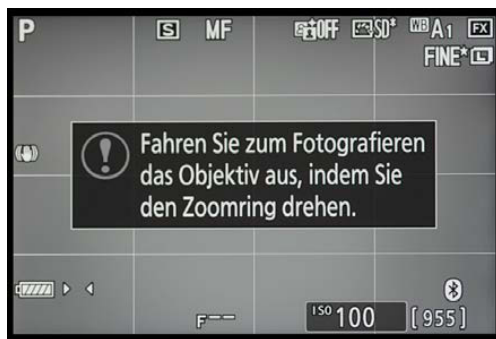 P S MF OFF SD* WB A1 FX
FINE* L
Fahren Sie zum Fotografieren
das Objektiv aus, indem Sie
den Zoomring drehen.
F-- ISO 100 [955]